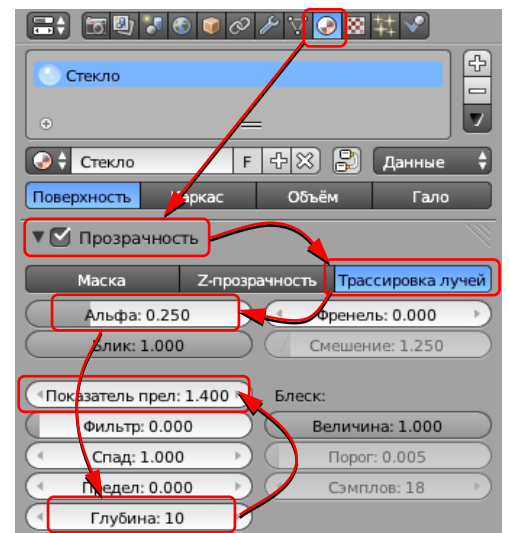 Стекло
Стекло F Данные
Поверхность Каркас Объём Гало
Прозрачность
Маска Z-прозрачность Трассировка лучей
Альфа: 0.250 Френель: 0.000
Блик: 1.000 Смешение: 1.250
Показатель прел: 1.400 Блеск:
Фильтр: 0.000 Величина: 1.000
Спад: 1.000 Порог: 0.005
Предел: 0.000 Сэмплов: 18
Глубина: 10